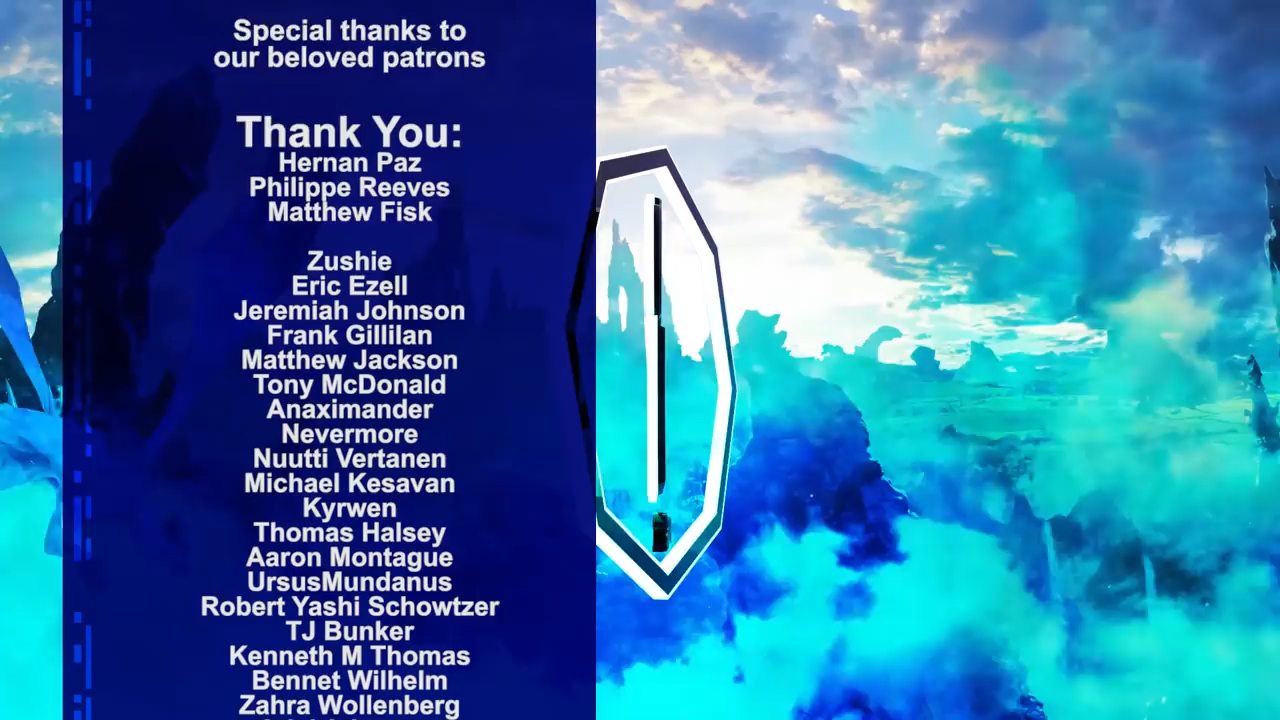 Special thanks to
our beloved patrons
Thank You:
Hernan Paz
Philippe Reeves
Matthew Fisk
Zushie
Eric Ezell
Jeremiah Johnson
Frank Gillilan
Matthew Jackson
Tony McDonald
Anaximander
Nevermore
Nuutti Vertanen
Michael Kesavan
Kyrwen
Thomas Halsey
Aaron Montague
UrsusMundanus
Robert Yashi Schowtzer
TJ Bunker
Kenneth M Thomas
Bennet Wilhelm
Zahra Wollenberg